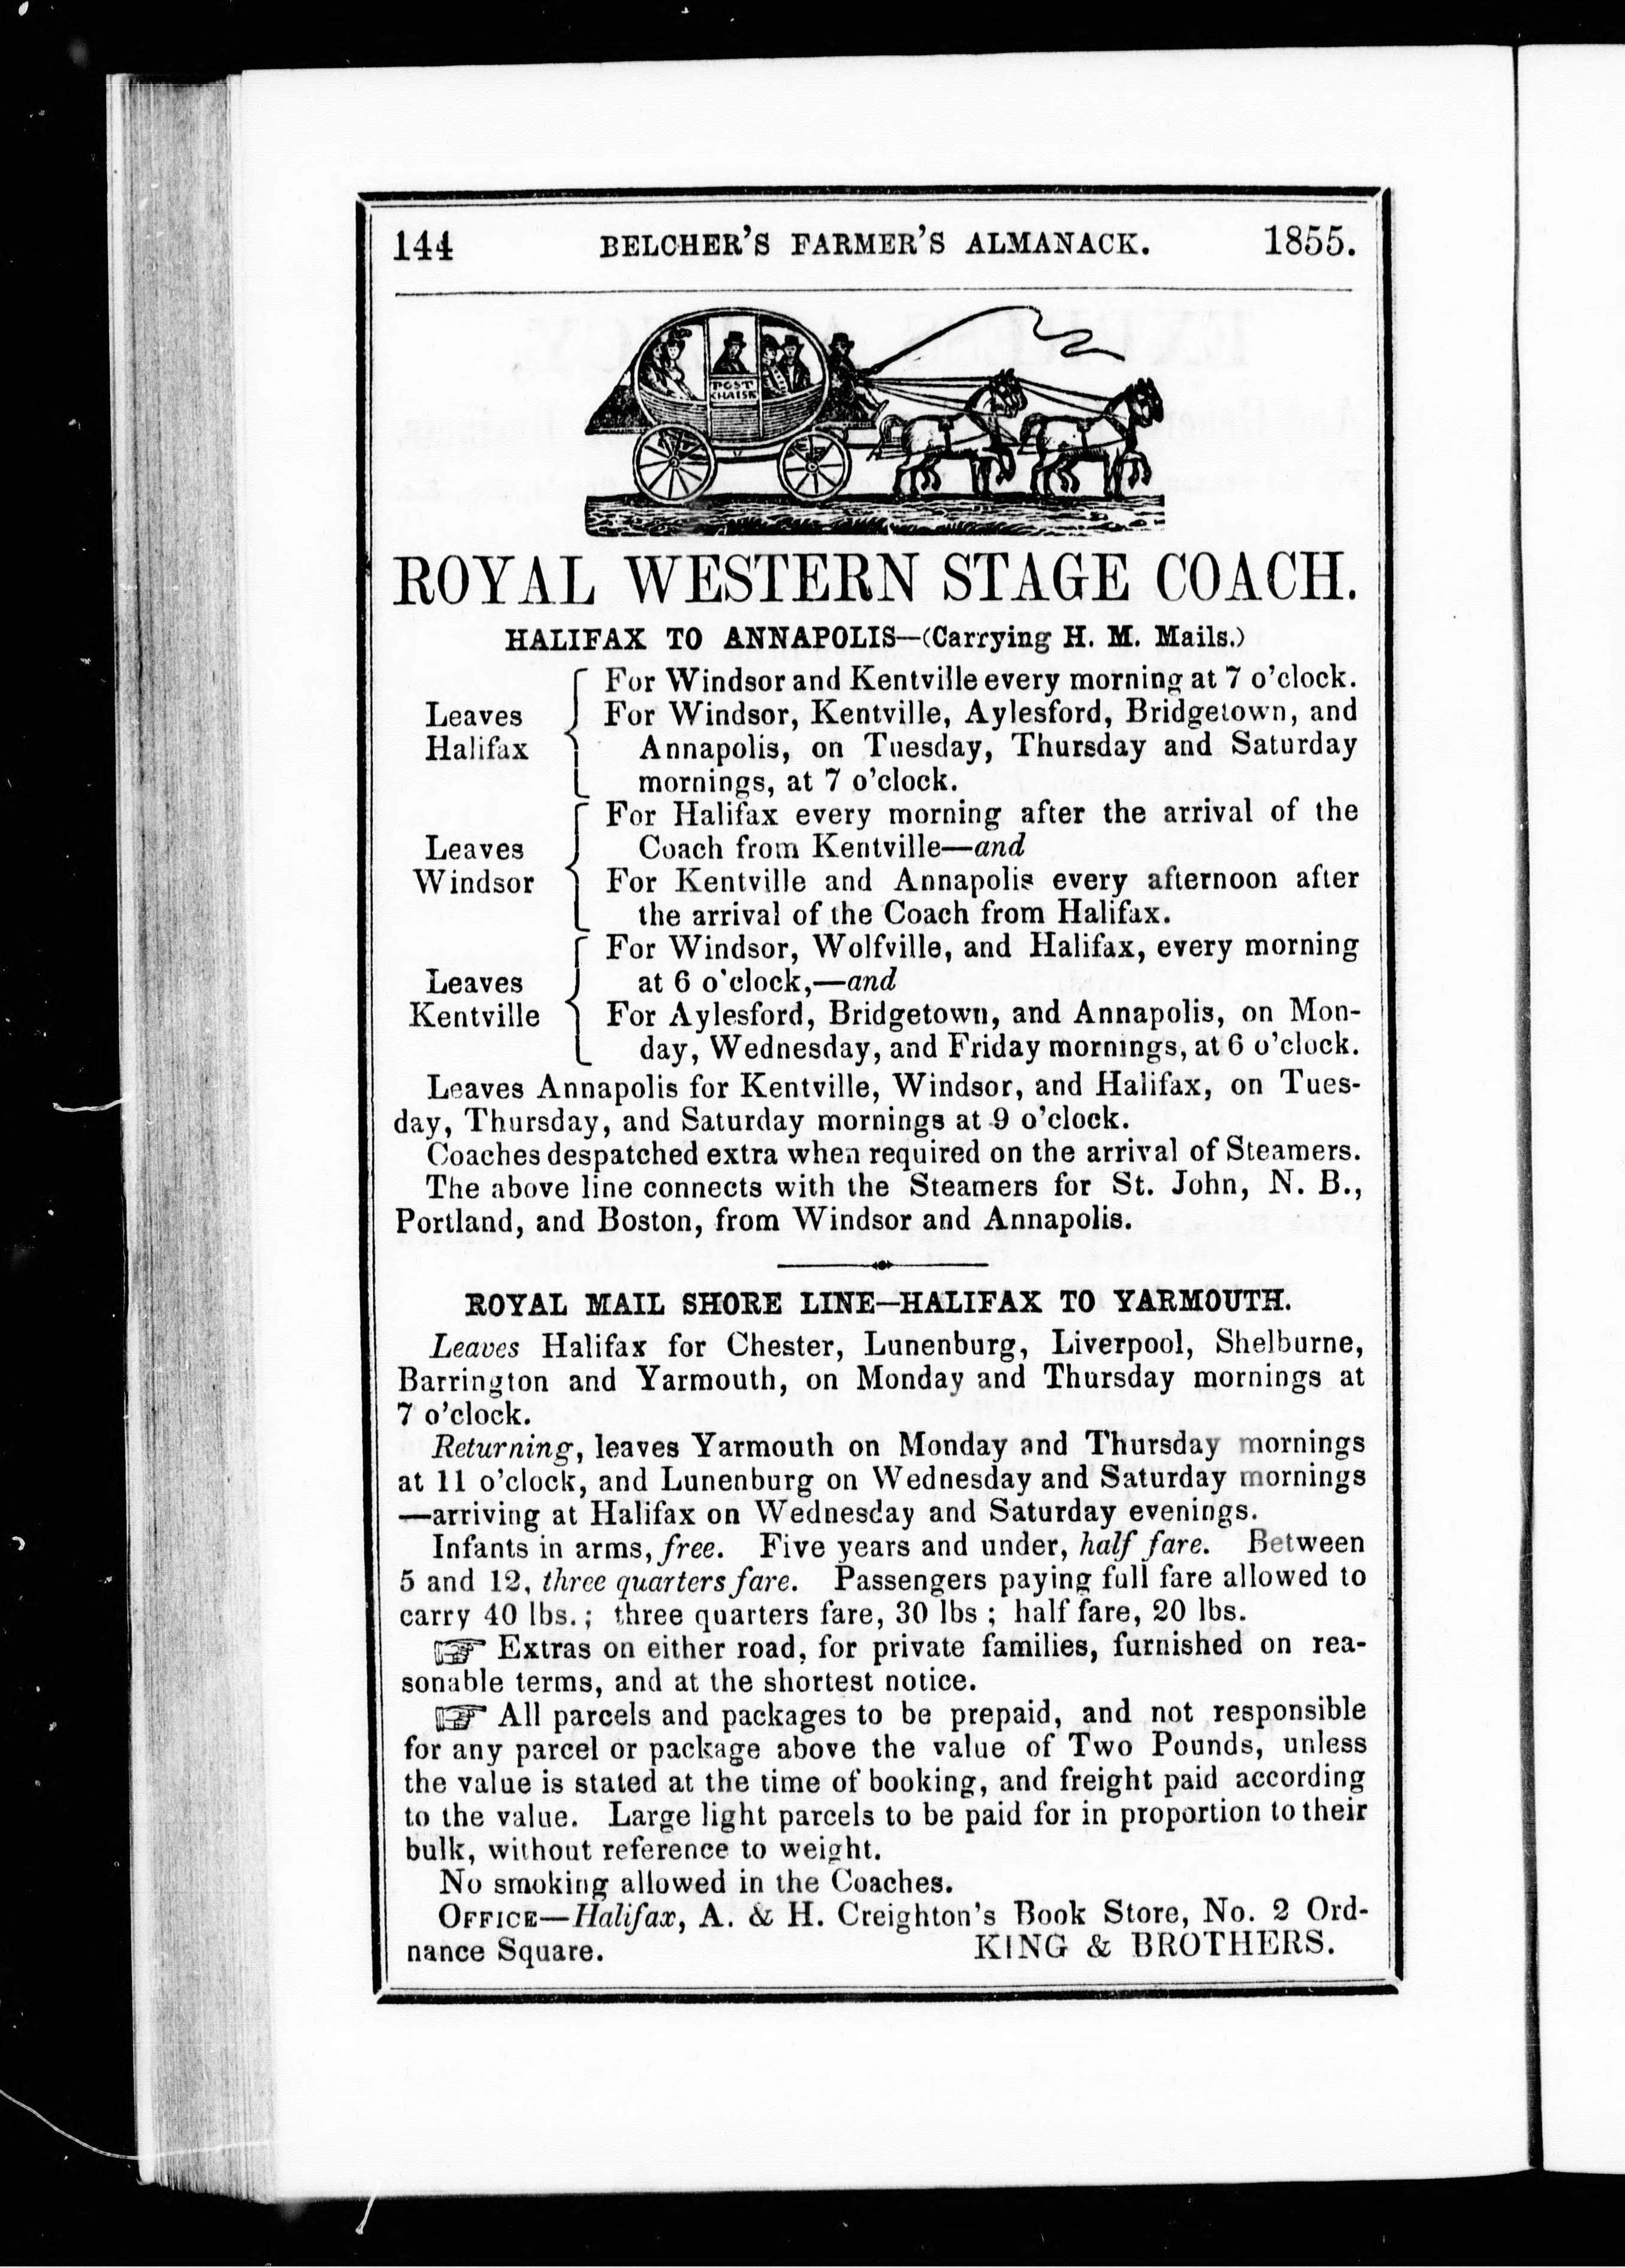 144 BELCHER'S FARMER'S ALMANACK. 1855.
POST
CHAISE
ROYAL WESTERN STAGE COACH.
HALIFAX TO ANNAPOLIS—(Carrying H. M. Mails.)
Leaves Halifax
For Windsor and Kentville every morning at 7 o'clock.
For Windsor, Kentville, Aylesford, Bridgetown, and
Annapolis, on Tuesday, Thursday and Saturday
mornings, at 7 o'clock.
Leaves Windsor
For Halifax every morning after the arrival of the
Coach from Kentville—and
For Kentville and Annapolis every afternoon after
the arrival of the Coach from Halifax.
Leaves Kentville
For Windsor, Wolfville, and Halifax, every morning
at 6 o'clock,—and
For Aylesford, Bridgetown, and Annapolis, on Mon-
day, Wednesday, and Friday mornings, at 6 o'clock.
Leaves Annapolis for Kentville, Windsor, and Halifax, on Tues-
day, Thursday, and Saturday mornings at 9 o'clock.
Coaches despatched extra when required on the arrival of Steamers.
The above line connects with the Steamers for St. John, N. B.,
Portland, and Boston, from Windsor and Annapolis.
ROYAL MAIL SHORE LINE—HALIFAX TO YARMOUTH.
Leaves Halifax for Chester, Lunenburg, Liverpool, Shelburne,
Barrington and Yarmouth, on Monday and Thursday mornings at
7 o'clock.
Returning, leaves Yarmouth on Monday and Thursday mornings
at 11 o'clock, and Lunenburg on Wednesday and Saturday mornings
—arriving at Halifax on Wednesday and Saturday evenings.
Infants in arms, free. Five years and under, half fare. Between
5 and 12, three quarters fare. Passengers paying full fare allowed to
carry 40 lbs.; three quarters fare, 30 lbs ; half fare, 20 lbs.
☞ Extras on either road, for private families, furnished on rea-
sonable terms, and at the shortest notice.
☞ All parcels and packages to be prepaid, and not responsible
for any parcel or package above the value of Two Pounds, unless
the value is stated at the time of booking, and freight paid according
to the value. Large light parcels to be paid for in proportion to their
bulk, without reference to weight.
No smoking allowed in the Coaches.
OFFICE—Halifax, A. & H. Creighton's Book Store, No. 2 Ord-
nance Square. KING & BROTHERS.